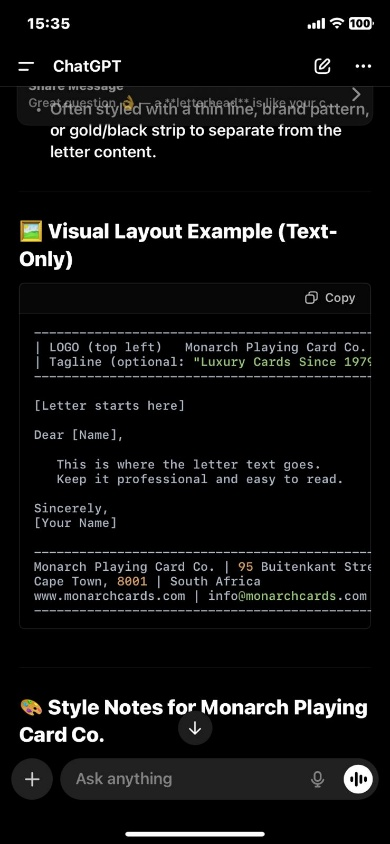 15:35
100
ChatGPT
Share Message
Great question 👌 — a **letterhead** is like your c...
• Often styled with a thin line, brand pattern,
or gold/black strip to separate from the
letter content.
🖼️ Visual Layout Example (Text-
Only)
Copy
--------------------------------------------------
| LOGO (top left)   Monarch Playing Card Co.
| Tagline (optional: "Luxury Cards Since 1979
--------------------------------------------------
[Letter starts here]
Dear [Name],
   This is where the letter text goes.
   Keep it professional and easy to read.
Sincerely,
[Your Name]
--------------------------------------------------
Monarch Playing Card Co. | 95 Buitenkant Stre
Cape Town, 8001 | South Africa
www.monarchcards.com | info@monarchcards.com
--------------------------------------------------
🎨 Style Notes for Monarch Playing
Card Co.
Ask anything